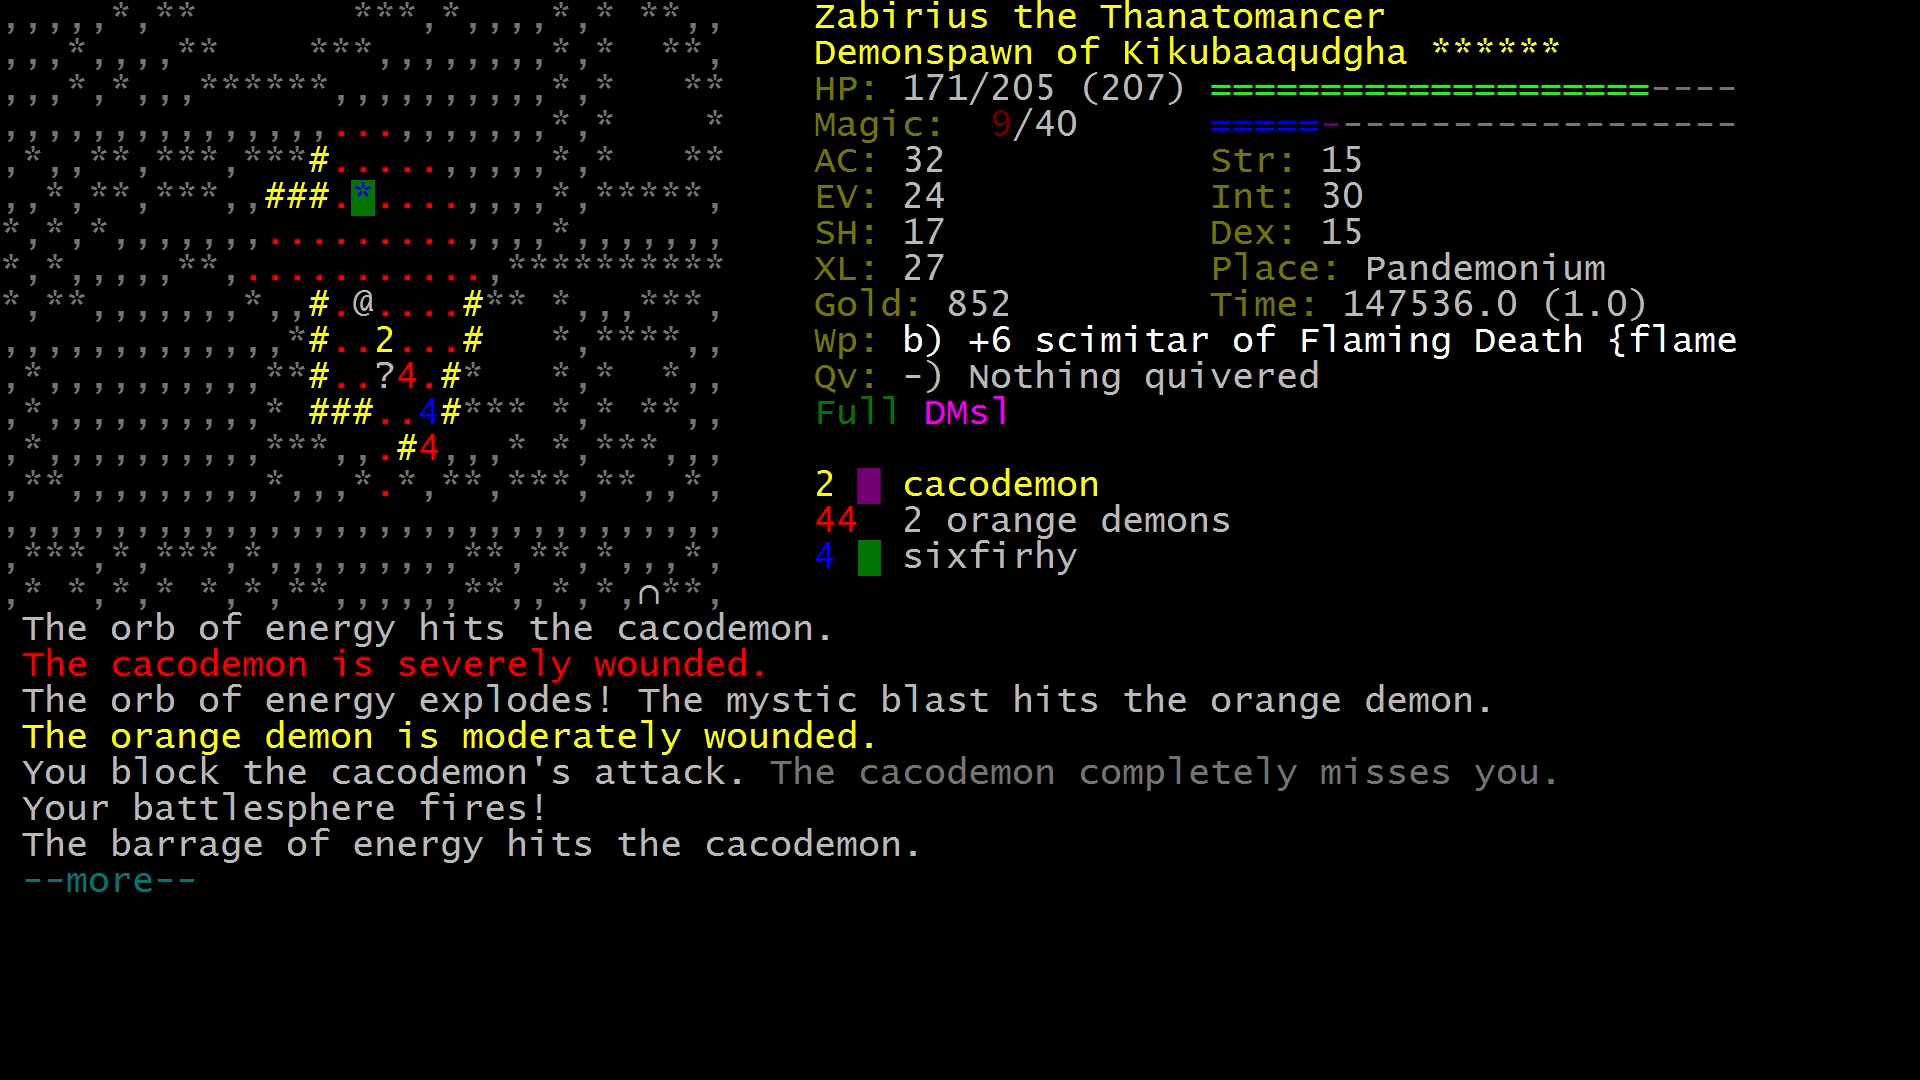 Zabirius the Thanatomancer
Demonspawn of Kikubaaqudgha ******
HP: 171/205 (207)
Magic: 9/40
AC: 32 Str: 15
EV: 24 Int: 30
SH: 17 Dex: 15
XL: 27 Place: Pandemonium
Gold: 852 Time: 147536.0 (1.0)
Wp: b) +6 scimitar of Flaming Death {flame
Qv: -) Nothing quivered
Full DMsl
2 cacodemon
44 2 orange demons
4 sixfirhy
The orb of energy hits the cacodemon.
The cacodemon is severely wounded.
The orb of energy explodes! The mystic blast hits the orange demon.
The orange demon is moderately wounded.
You block the cacodemon's attack. The cacodemon completely misses you.
Your battlesphere fires!
The barrage of energy hits the cacodemon.
--more--